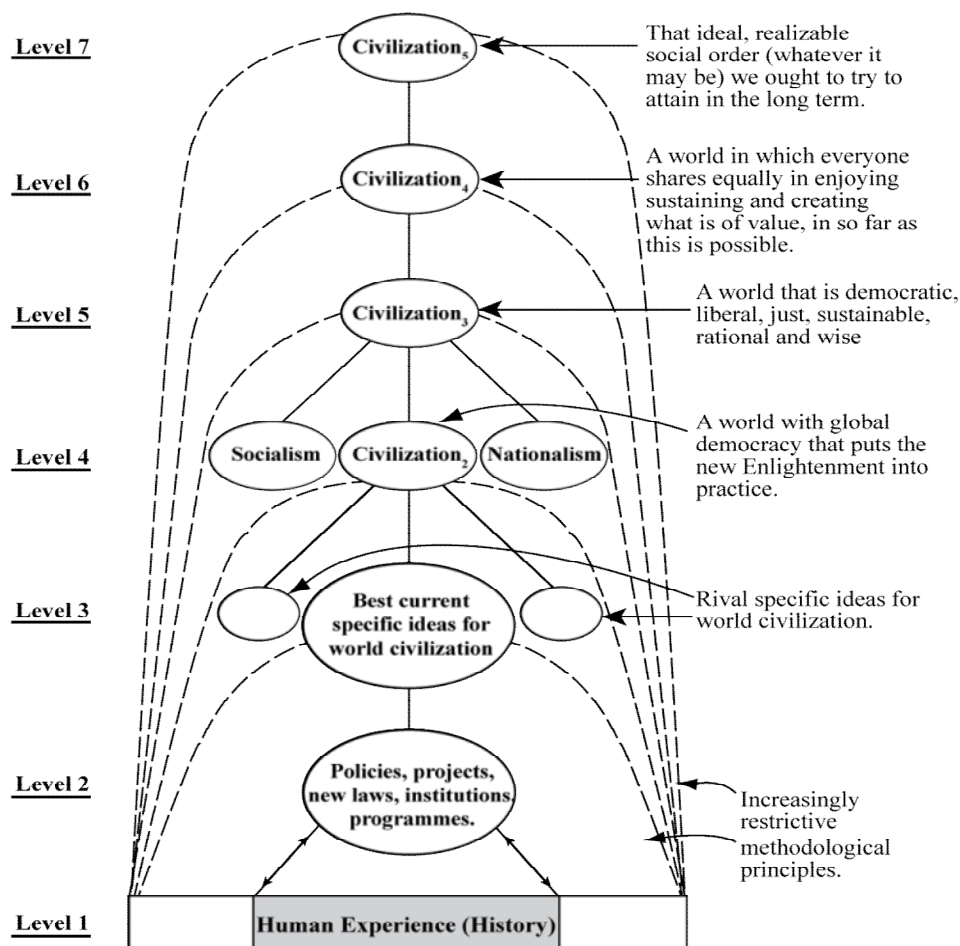 Level 7
Civilization₅
That ideal, realizable
social order (whatever it
may be) we ought to try to
attain in the long term.
Level 6
Civilization₄
A world in which everyone
shares equally in enjoying
sustaining and creating
what is of value, in so far as
this is possible.
Level 5
Civilization₃
A world that is democratic,
liberal, just, sustainable,
rational and wise
Level 4
Socialism
Civilization₂
Nationalism
A world with global
democracy that puts the
new Enlightenment into
practice.
Level 3
Best current
specific ideas for
world civilization
Rival specific ideas for
world civilization.
Level 2
Policies, projects,
new laws, institutions,
programmes.
Increasingly
restrictive
methodological
principles.
Level 1
Human Experience (History)